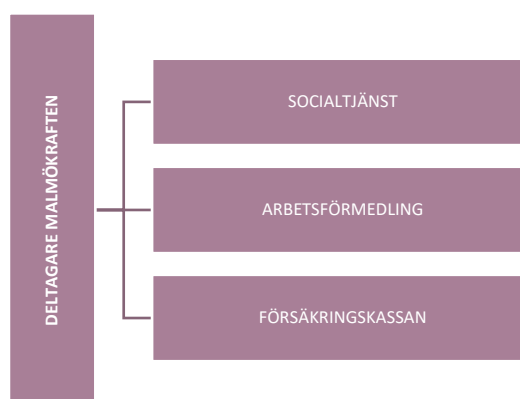 DELTAGARE MALMÖKRAFTEN
SOCIALTJÄNST
ARBETSFÖRMEDLING
FÖRSÄKRINGSKASSAN